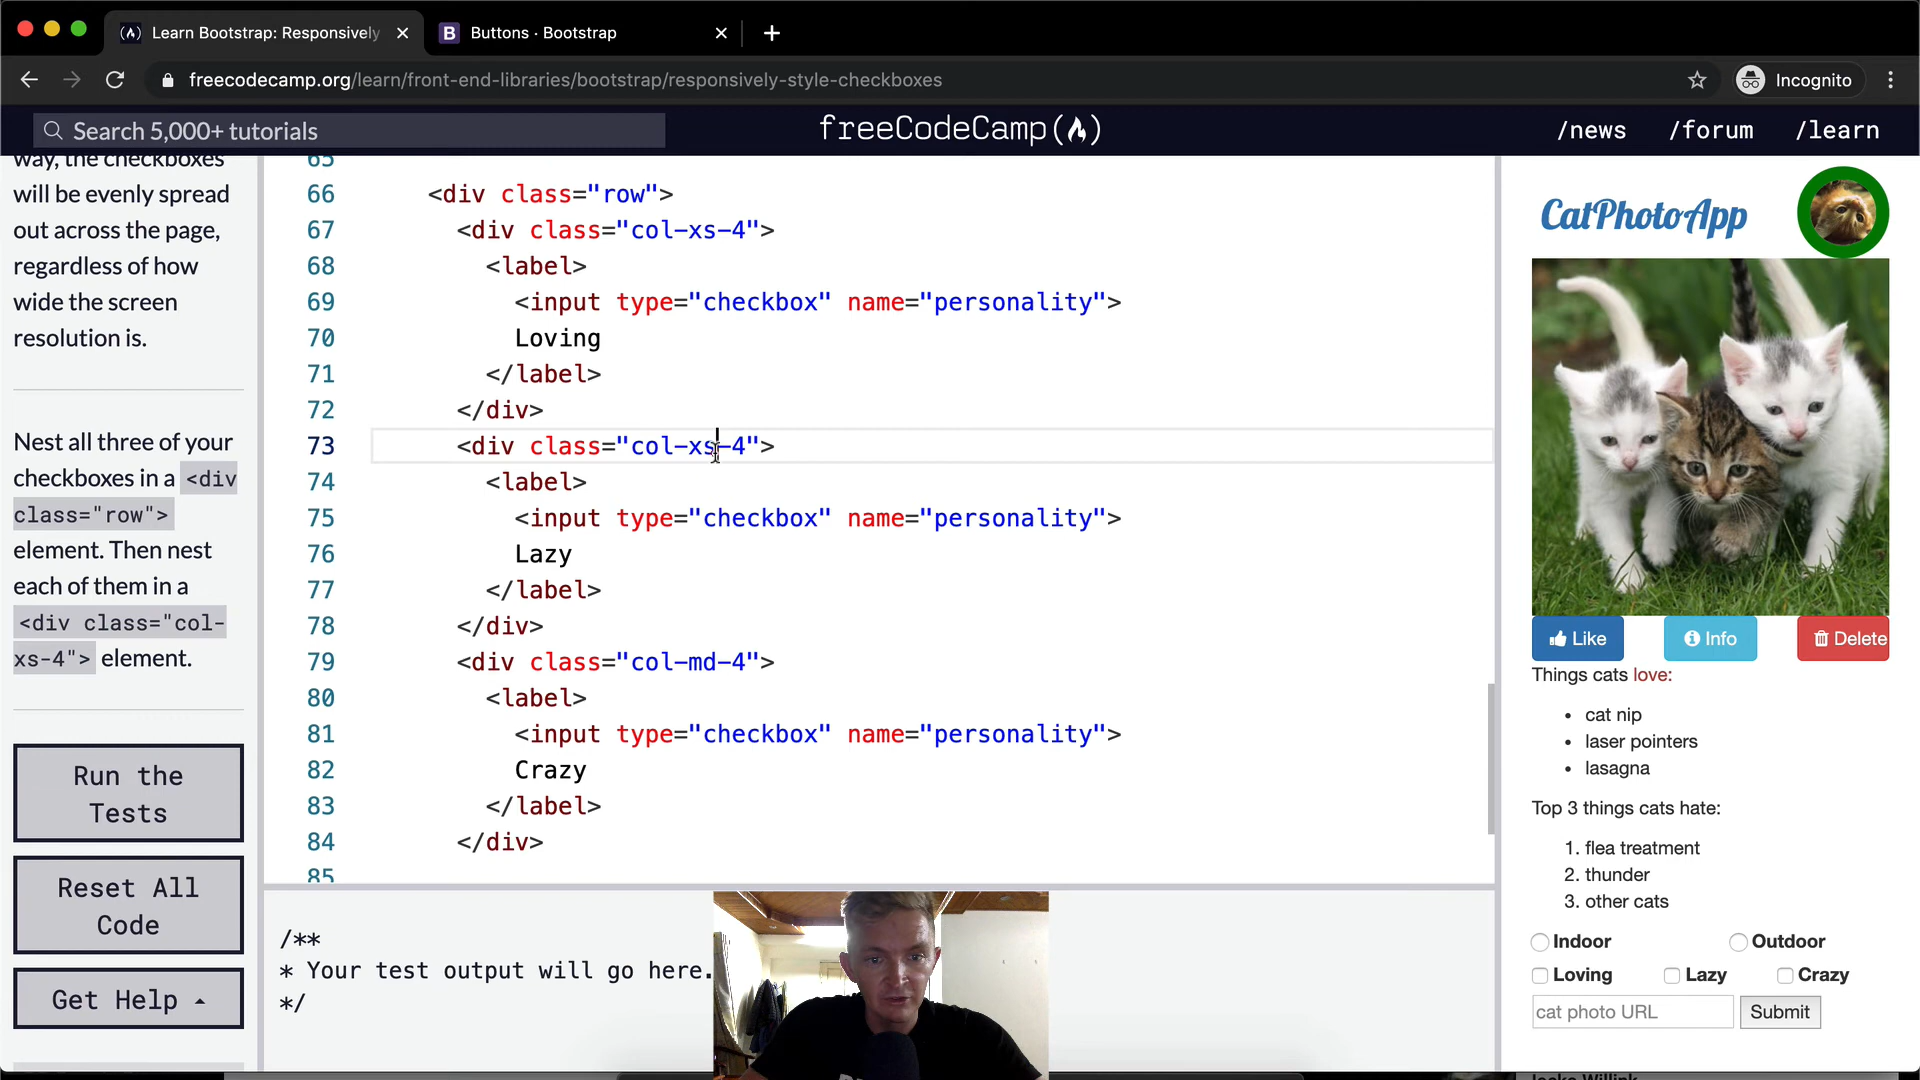 Learn Bootstrap: Responsively
B Buttons · Bootstrap
freecodecamp.org/learn/front-end-libraries/bootstrap/responsively-style-checkboxes
Incognito
Search 5,000+ tutorials
freeCodeCamp
/news /forum /learn
way, the checkboxes
will be evenly spread
out across the page,
regardless of how
wide the screen
resolution is.
Nest all three of your
checkboxes in a <div
class="row">
element. Then nest
each of them in a
<div class="col-
xs-4"> element.
Run the
Tests
Reset All
Code
Get Help
65
66 <div class="row">
67 <div class="col-xs-4">
68 <label>
69 <input type="checkbox" name="personality">
70 Loving
71 </label>
72 </div>
73 <div class="col-xs-4">
74 <label>
75 <input type="checkbox" name="personality">
76 Lazy
77 </label>
78 </div>
79 <div class="col-md-4">
80 <label>
81 <input type="checkbox" name="personality">
82 Crazy
83 </label>
84 </div>
85
/**
* Your test output will go here.
*/
CatPhotoApp
Like Info Delete
Things cats love:
• cat nip
• laser pointers
• lasagna
Top 3 things cats hate:
1. flea treatment
2. thunder
3. other cats
Indoor Outdoor
Loving Lazy Crazy
cat photo URL Submit